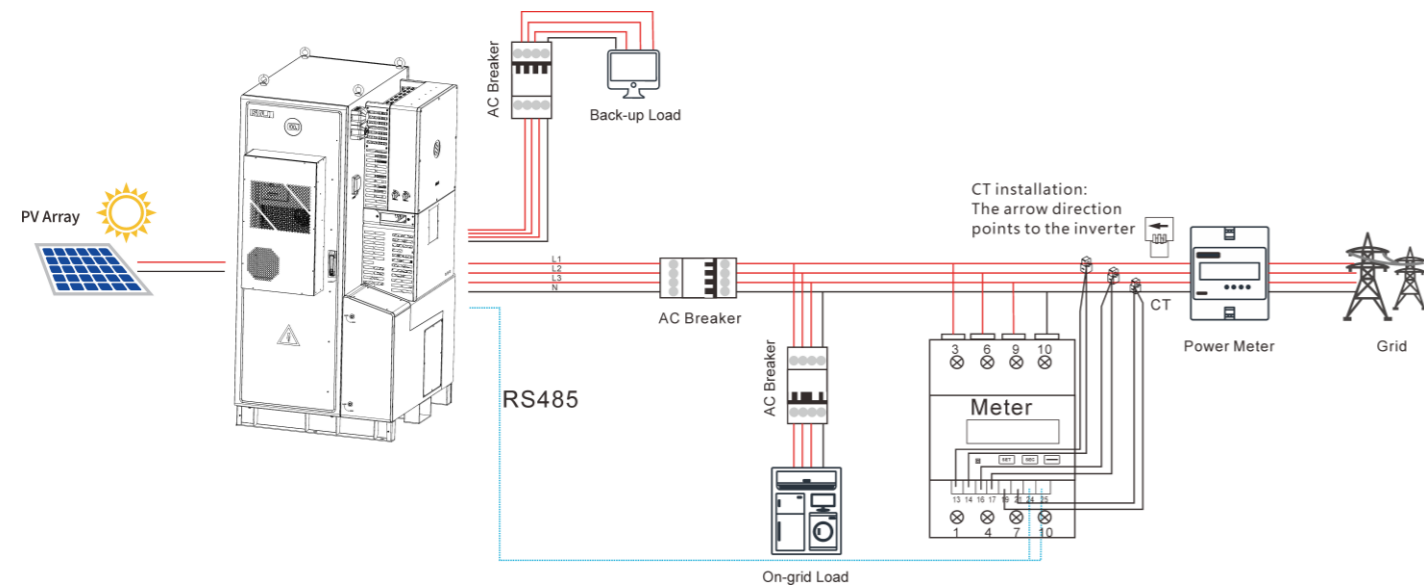 AC Breaker
Back-up Load
PV Array
CT installation:
The arrow direction
points to the inverter
L1
L2
L3
N
AC Breaker
CT
Power Meter
Grid
AC Breaker
3 6 9 10
RS485
Meter
SET
13 14 16 17 19 21 24 25
1 4 7 10
On-grid Load